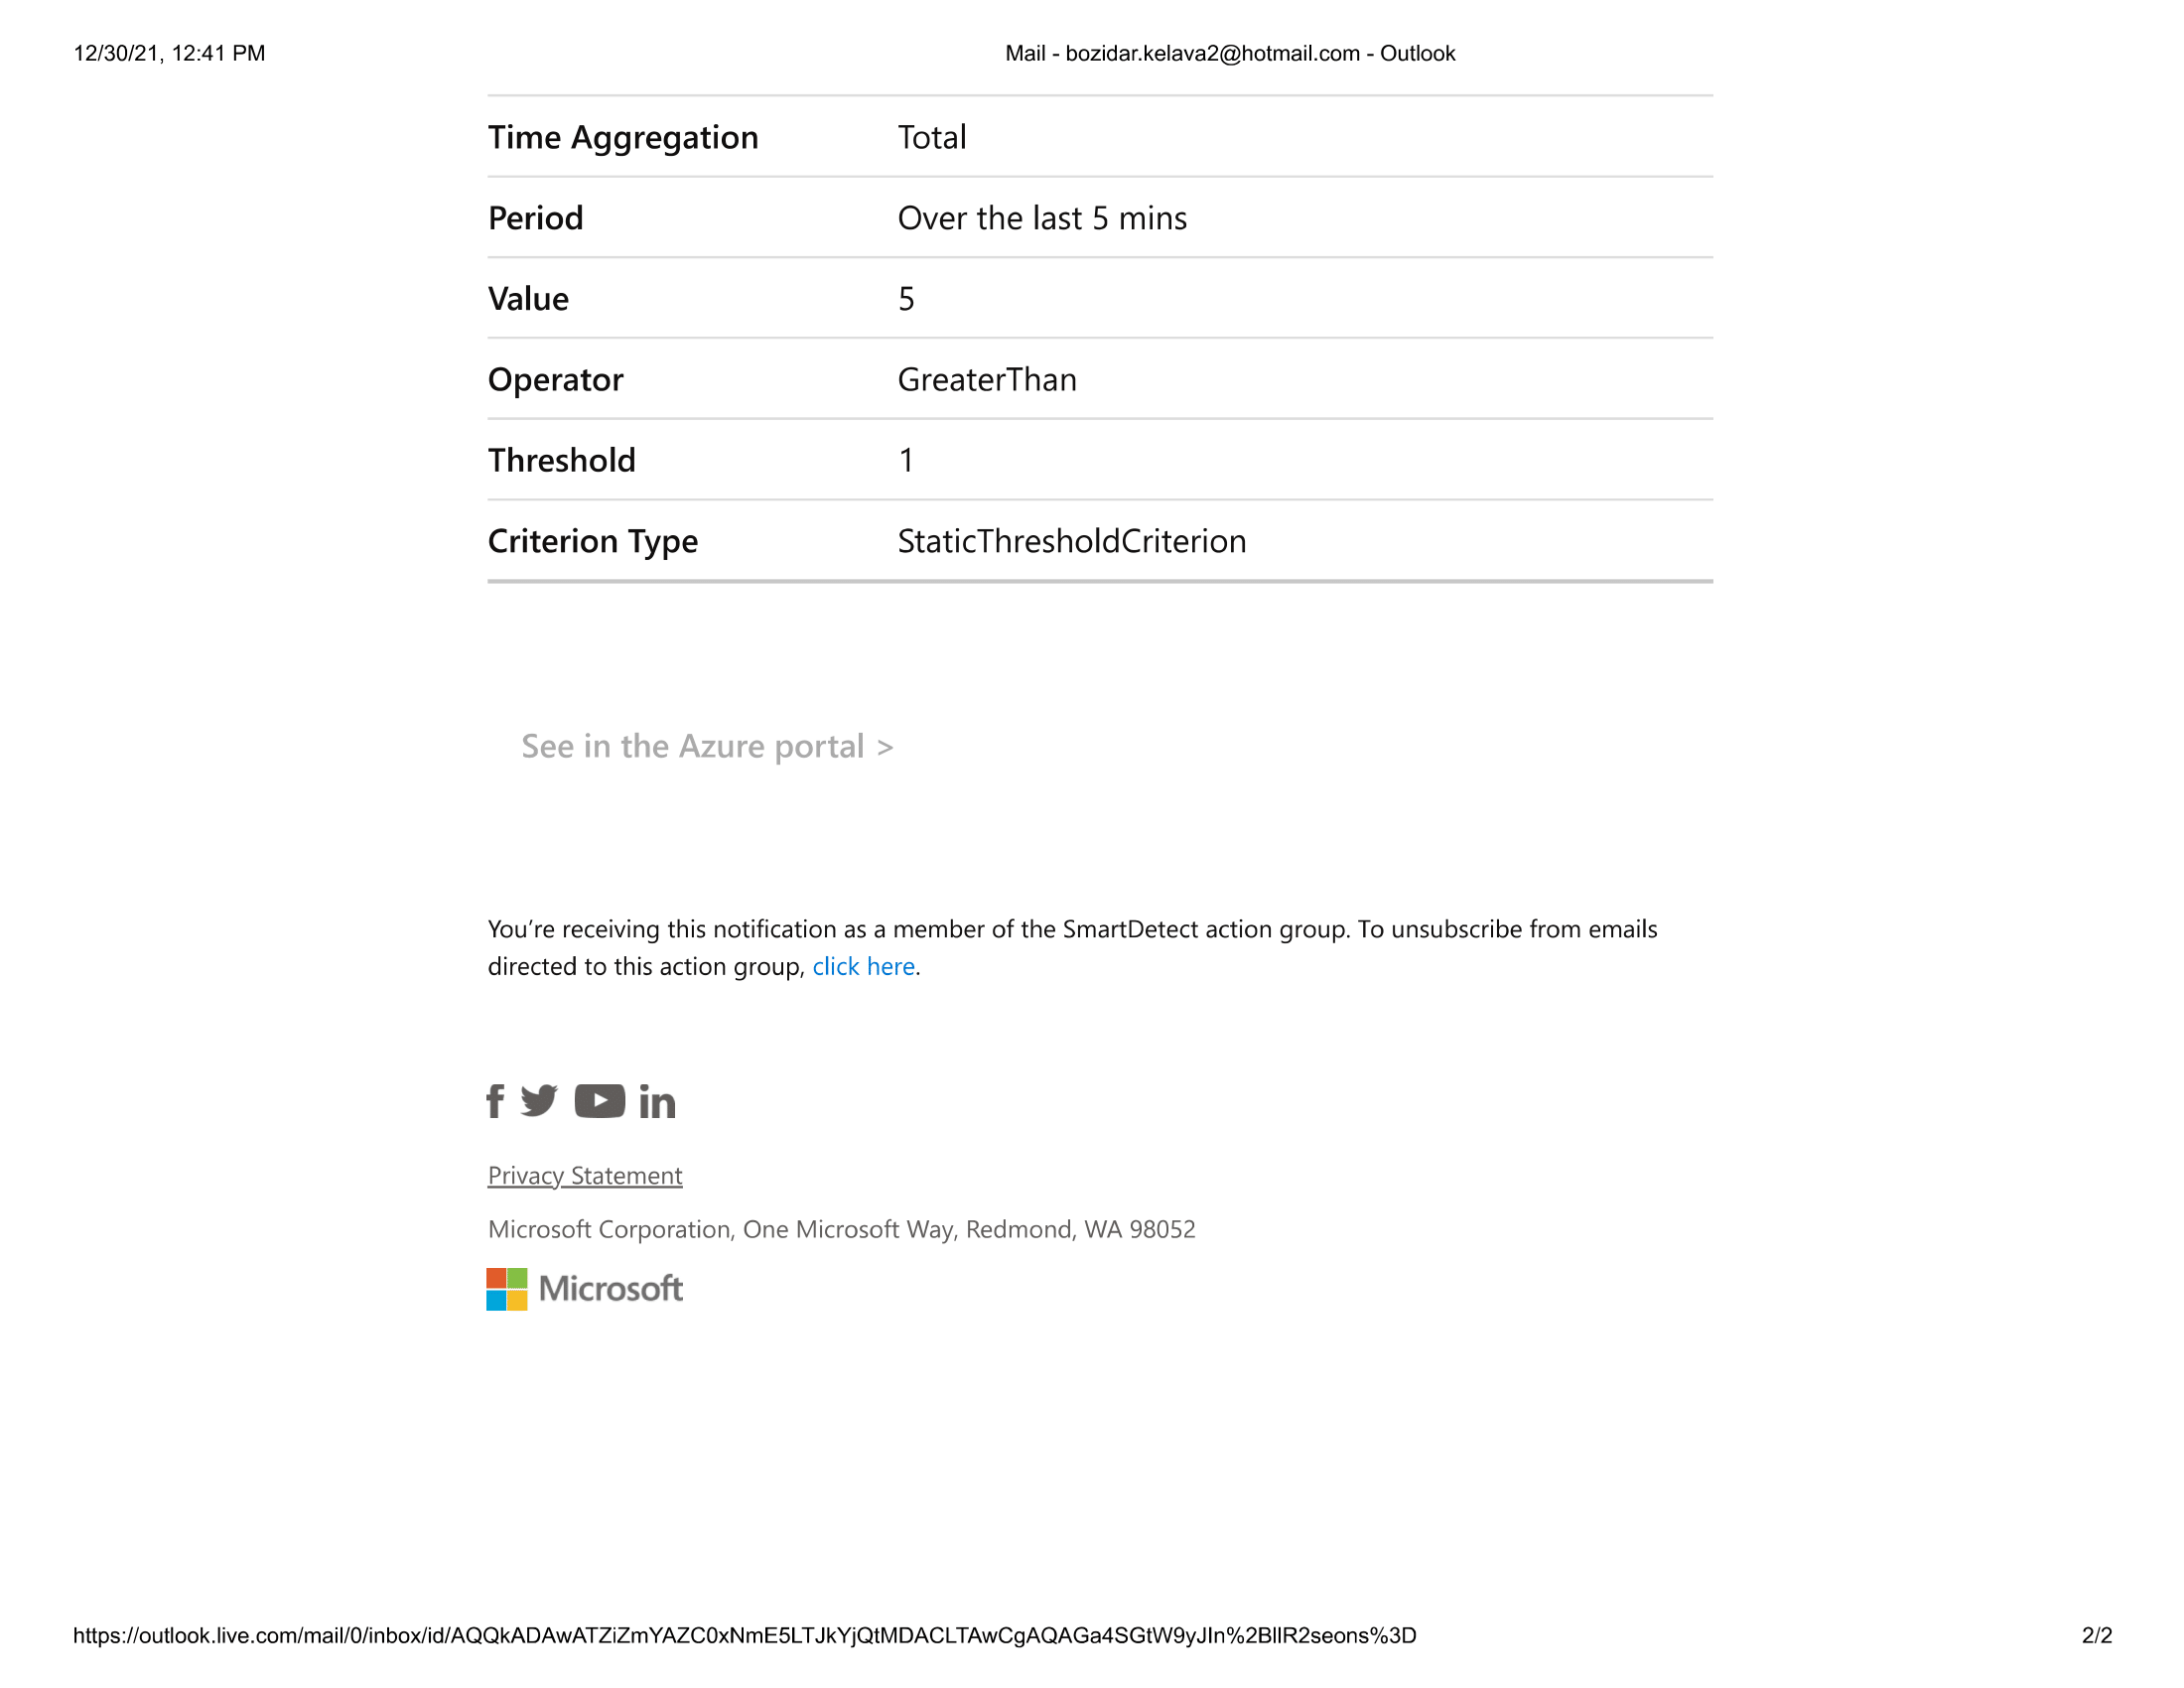 12/30/21, 12:41 PM Mail - bozidar.kelava2@hotmail.com - Outlook
Time Aggregation Total
Period Over the last 5 mins
Value 5
Operator GreaterThan
Threshold 1
Criterion Type StaticThresholdCriterion
See in the Azure portal >
You’re receiving this notification as a member of the SmartDetect action group. To unsubscribe from emails
directed to this action group, click here.
Privacy Statement
Microsoft Corporation, One Microsoft Way, Redmond, WA 98052
Microsoft
https://outlook.live.com/mail/0/inbox/id/AQQkADAwATZiZmYAZC0xNmE5LTJkYjQtMDACLTAwCgAQAGa4SGtW9yJIn%2BllR2seons%3D 2/2